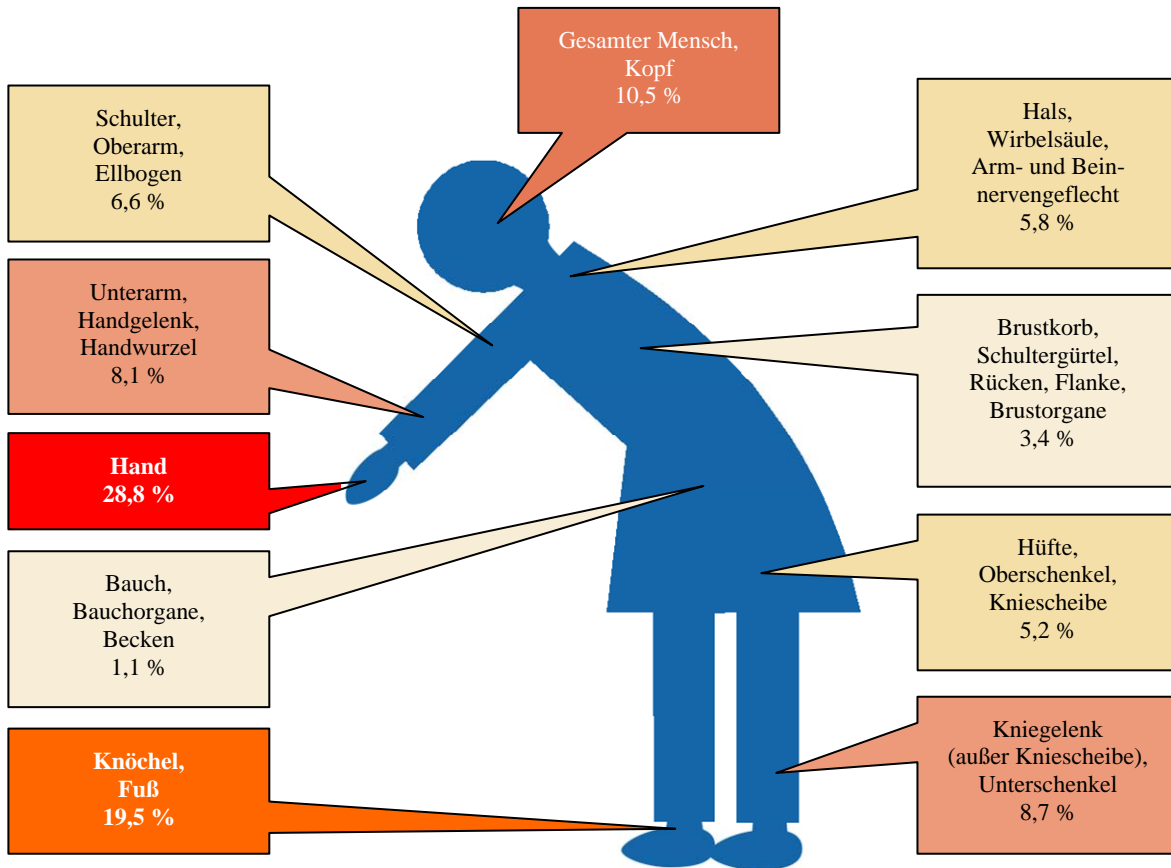 Gesamter Mensch,
Kopf
10,5 %
Schulter,
Oberarm,
Ellbogen
6,6 %
Hals,
Wirbelsäule,
Arm- und Bein-
nervengeflecht
5,8 %
Unterarm,
Handgelenk,
Handwurzel
8,1 %
Brustkorb,
Schultergürtel,
Rücken, Flanke,
Brustorgane
3,4 %
Hand
28,8 %
Bauch,
Bauchorgane,
Becken
1,1 %
Hüfte,
Oberschenkel,
Kniescheibe
5,2 %
Knöchel,
Fuß
19,5 %
Kniegelenk
(außer Kniescheibe),
Unterschenkel
8,7 %